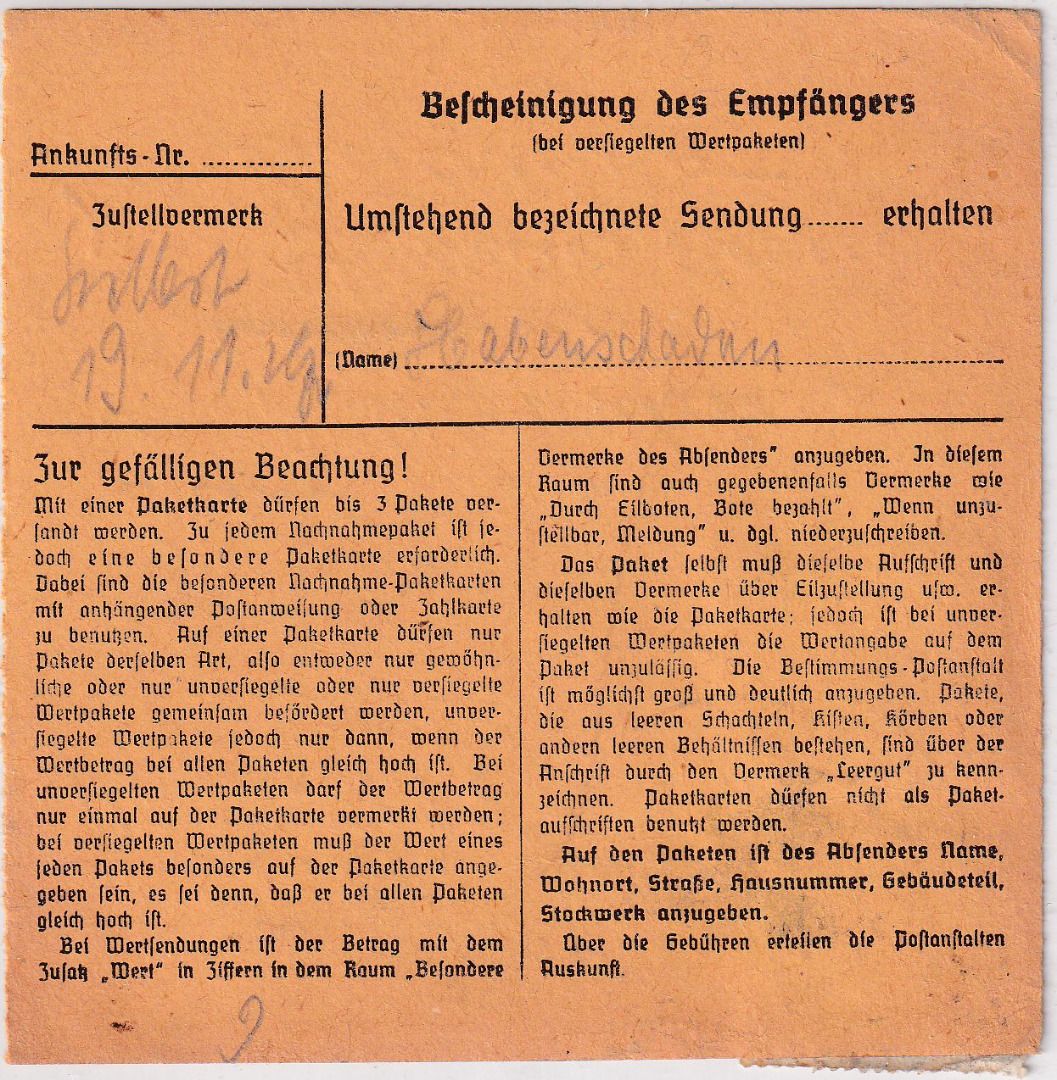 Ankunfts-Nr. ..............
Zustellvermerk
19. 11.
Bescheinigung des Empfängers
(bei versiegelten Wertpaketen)
Umstehend bezeichnete Sendung....... erhalten
(Name) Habenschaden
Zur gefälligen Beachtung!
Mit einer Paketkarte dürfen bis 3 Pakete ver-
sandt werden. Zu jedem Nachnahmepaket ist je-
doch eine besondere Paketkarte erforderlich.
Dabei sind die besonderen Nachnahme-Paketkarten
mit anhängender Postanweisung oder Zahlkarte
zu benutzen. Auf einer Paketkarte dürfen nur
Pakete derselben Art, also entweder nur gewöhn-
liche oder nur unversiegelte oder nur versiegelte
Wertpakete gemeinsam befördert werden, unver-
siegelte Wertpakete jedoch nur dann, wenn der
Wertbetrag bei allen Paketen gleich hoch ist. Bei
unversiegelten Wertpaketen darf der Wertbetrag
nur einmal auf der Paketkarte vermerkt werden;
bei versiegelten Wertpaketen muß der Wert eines
jeden Pakets besonders auf der Paketkarte ange-
geben sein, es sei denn, daß er bei allen Paketen
gleich hoch ist.
Bei Wertsendungen ist der Betrag mit dem
Zusatz „Wert" in Ziffern in dem Raum „Besondere
Vermerke des Absenders" anzugeben. In diesem
Raum sind auch gegebenenfalls Vermerke wie
„Durch Eilboten, Bote bezahlt", „Wenn unzu-
stellbar, Meldung" u. dgl. niederzuschreiben.
Das Paket selbst muß dieselbe Aufschrift und
dieselben Vermerke über Eilzustellung usw. er-
halten wie die Paketkarte; jedoch ist bei unver-
siegelten Wertpaketen die Wertangabe auf dem
Paket unzulässig. Die Bestimmungs-Postanstalt
ist möglichst groß und deutlich anzugeben. Pakete,
die aus leeren Schachteln, Kisten, Körben oder
andern leeren Behältnissen bestehen, sind über der
Anschrift durch den Vermerk „Leergut" zu kenn-
zeichnen. Paketkarten dürfen nicht als Paket-
aufschriften benutzt werden.
Auf den Paketen ist des Absenders Name,
Wohnort, Straße, Hausnummer, Gebäudeteil,
Stockwerk anzugeben.
Über die Gebühren erteilen die Postanstalten
Auskunft.
9